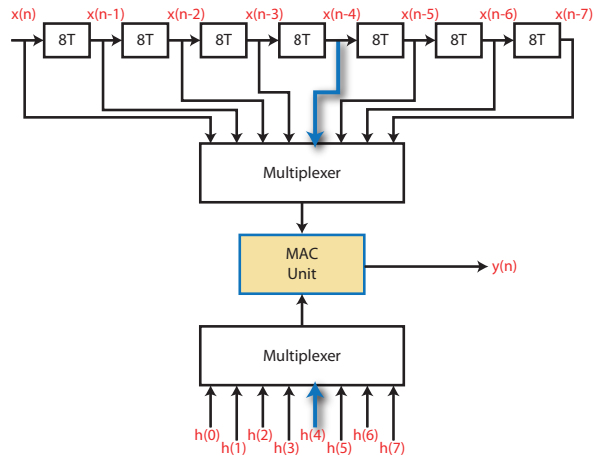 x(n) x(n-1) x(n-2) x(n-3) x(n-4) x(n-5) x(n-6) x(n-7)
8T 8T 8T 8T 8T 8T 8T
Multiplexer
MAC
Unit
y(n)
Multiplexer
h(0) h(1) h(2) h(3) h(4) h(5) h(6) h(7)